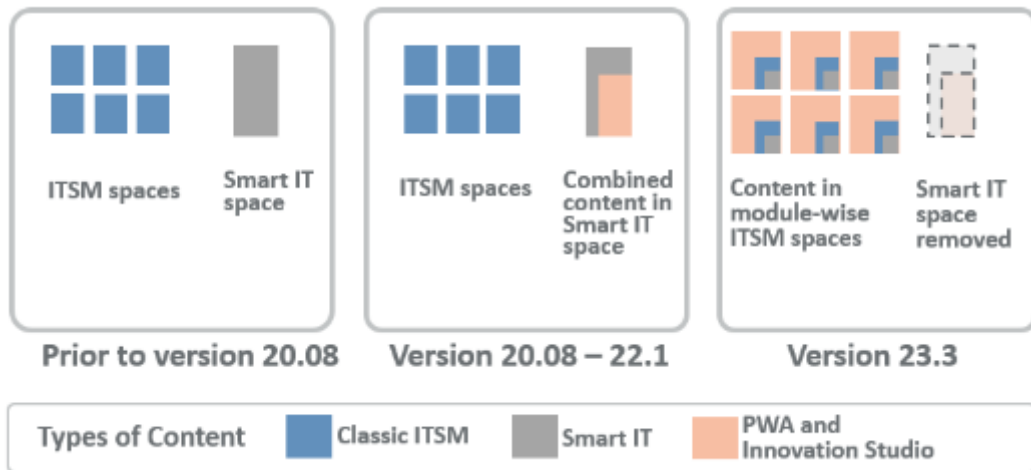 ITSM spaces
Smart IT
space
ITSM spaces
Combined
content in
Smart IT
space
Content in
module-wise
ITSM spaces
Smart IT
space
removed
Prior to version 20.08
Version 20.08 – 22.1
Version 23.3
Types of Content
Classic ITSM
Smart IT
PWA and
Innovation Studio